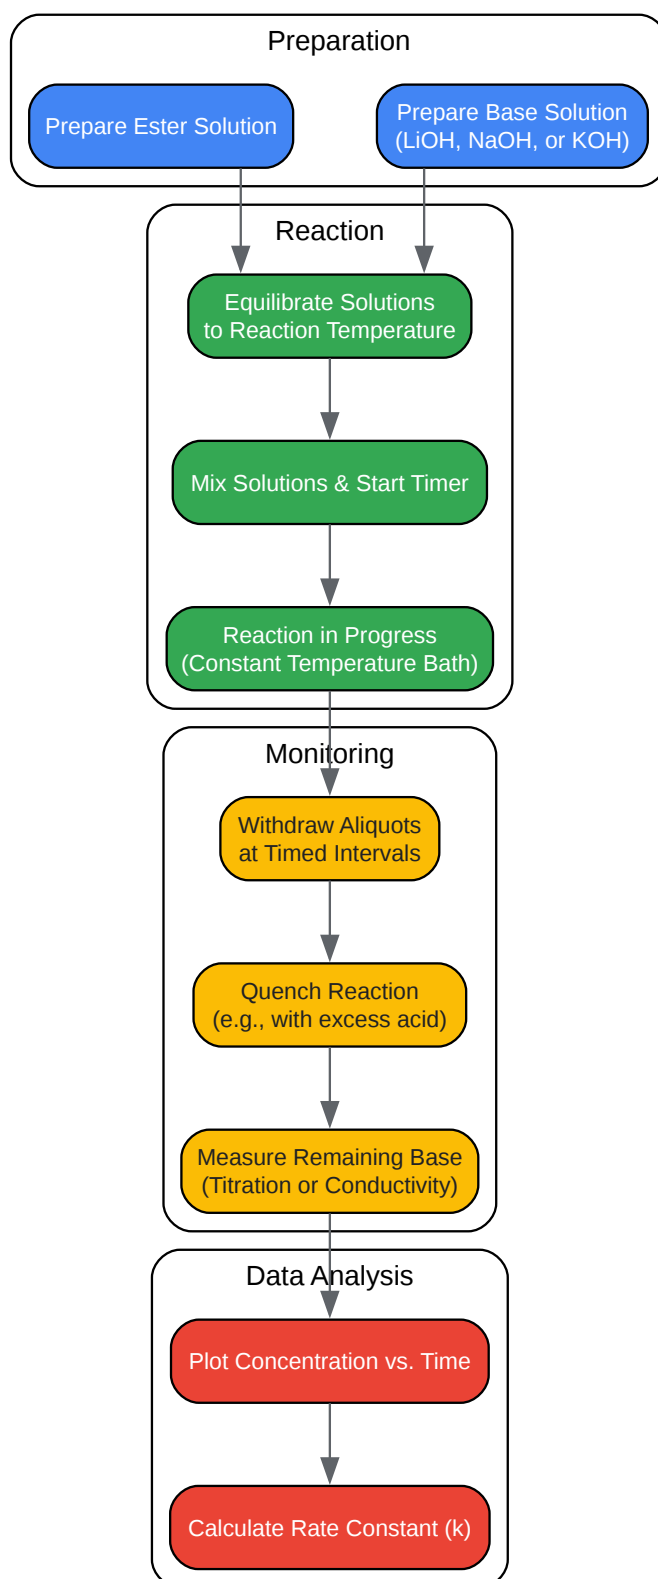 Preparation
Prepare Ester Solution
Prepare Base Solution
(LiOH, NaOH, or KOH)
Reaction
Equilibrate Solutions
to Reaction Temperature
Mix Solutions & Start Timer
Reaction in Progress
(Constant Temperature Bath)
Monitoring
Withdraw Aliquots
at Timed Intervals
Quench Reaction
(e.g., with excess acid)
Measure Remaining Base
(Titration or Conductivity)
Data Analysis
Plot Concentration vs. Time
Calculate Rate Constant (k)